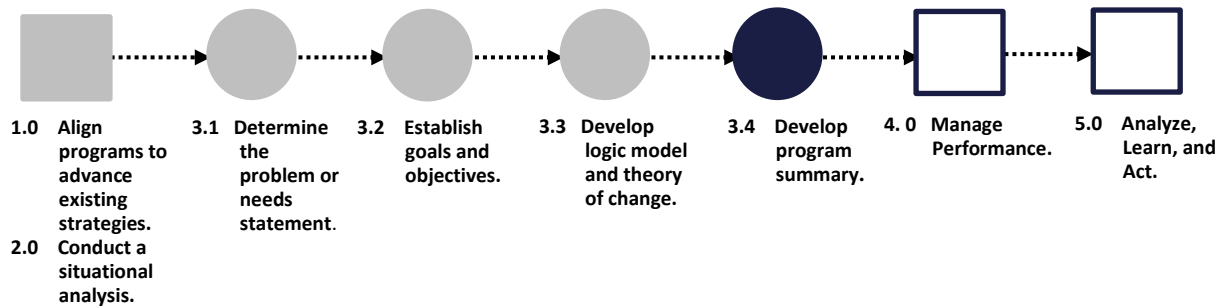 1.0 Align
programs to
advance
existing
strategies.
2.0 Conduct a
situational
analysis.
3.1 Determine
the
problem or
needs
statement.
3.2 Establish
goals and
objectives.
3.3 Develop
logic model
and theory
of change.
3.4 Develop
program
summary.
4. 0 Manage
Performance.
5.0 Analyze,
Learn, and
Act.